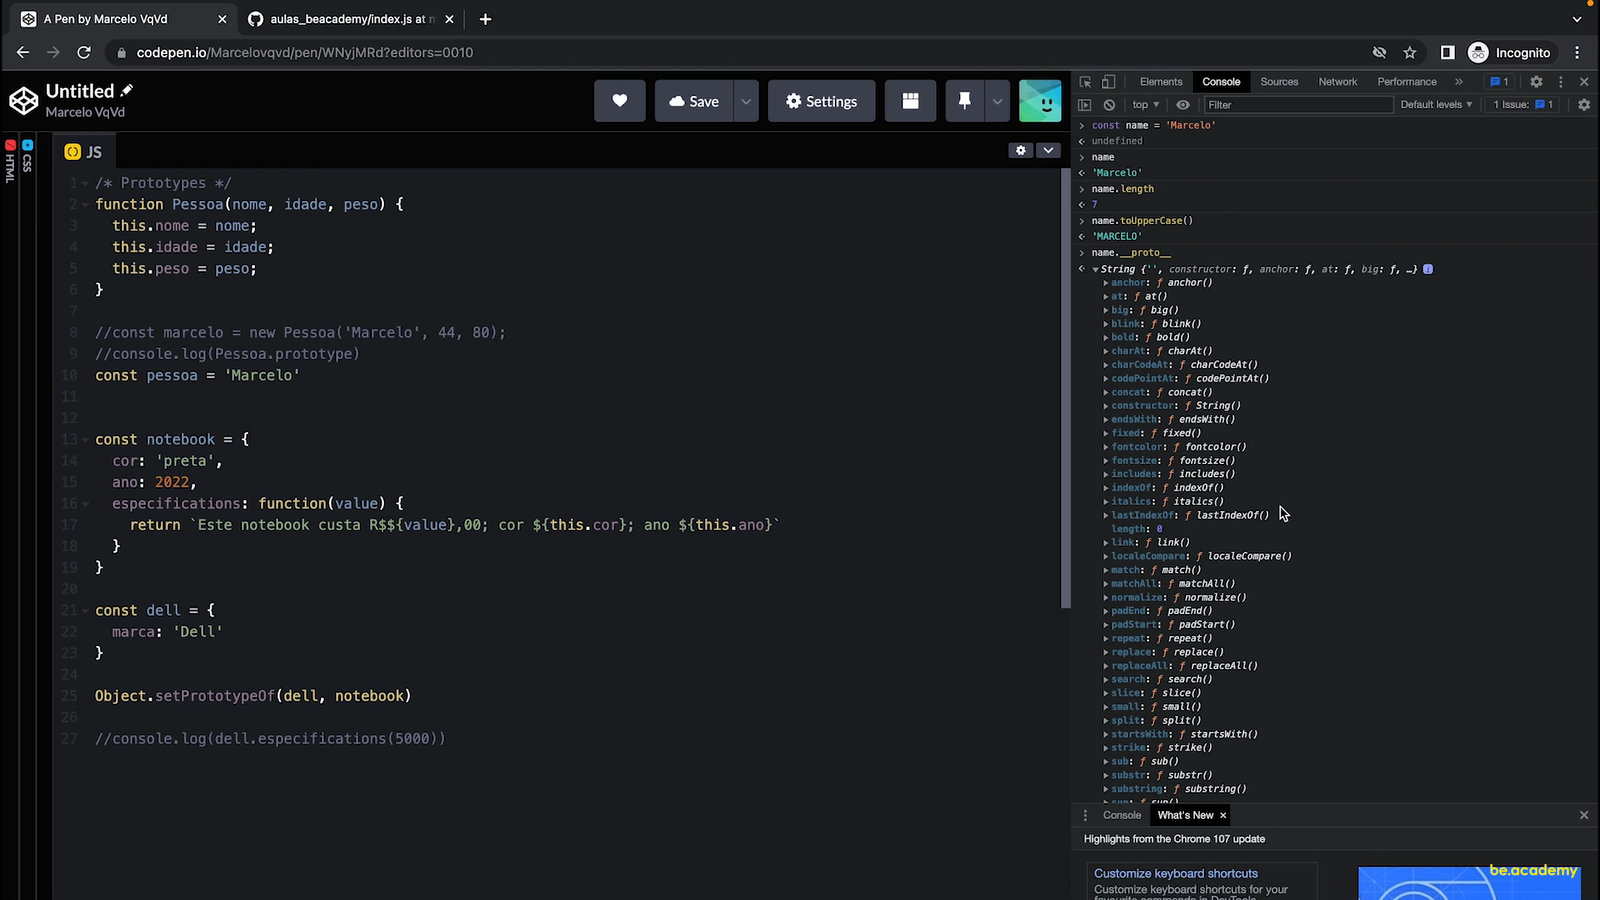 A Pen by Marcelo VqVd
aulas_beacademy/index.js at m
codepen.io/Marcelovqvd/pen/WNyjMRd?editors=0010
Incognito
Untitled
Marcelo VqVd
Save
Settings
HTML
CSS
JS
1 /* Prototypes */
2 function Pessoa(nome, idade, peso) {
3 this.nome = nome;
4 this.idade = idade;
5 this.peso = peso;
6 }
7
8 //const marcelo = new Pessoa('Marcelo', 44, 80);
9 //console.log(Pessoa.prototype)
10 const pessoa = 'Marcelo'
11
12
13 const notebook = {
14 cor: 'preta',
15 ano: 2022,
16 especifications: function(value) {
17 return `Este notebook custa R$${value},00; cor ${this.cor}; ano ${this.ano}`
18 }
19 }
20
21 const dell = {
22 marca: 'Dell'
23 }
24
25 Object.setPrototypeOf(dell, notebook)
26
27 //console.log(dell.especifications(5000))
Elements Console Sources Network Performance » 1
top Filter Default levels 1 Issue: 1
const name = 'Marcelo'
undefined
name
'Marcelo'
name.length
7
name.toUpperCase()
'MARCELO'
name.__proto__
String {'', constructor: ƒ, anchor: ƒ, at: ƒ, big: ƒ, …} i
anchor: ƒ anchor()
at: ƒ at()
big: ƒ big()
blink: ƒ blink()
bold: ƒ bold()
charAt: ƒ charAt()
charCodeAt: ƒ charCodeAt()
codePointAt: ƒ codePointAt()
concat: ƒ concat()
constructor: ƒ String()
endsWith: ƒ endsWith()
fixed: ƒ fixed()
fontcolor: ƒ fontcolor()
fontsize: ƒ fontsize()
includes: ƒ includes()
indexOf: ƒ indexOf()
italics: ƒ italics()
lastIndexOf: ƒ lastIndexOf()
length: 0
link: ƒ link()
localeCompare: ƒ localeCompare()
match: ƒ match()
matchAll: ƒ matchAll()
normalize: ƒ normalize()
padEnd: ƒ padEnd()
padStart: ƒ padStart()
repeat: ƒ repeat()
replace: ƒ replace()
replaceAll: ƒ replaceAll()
search: ƒ search()
slice: ƒ slice()
small: ƒ small()
split: ƒ split()
startsWith: ƒ startsWith()
strike: ƒ strike()
sub: ƒ sub()
substr: ƒ substr()
substring: ƒ substring()
sup: ƒ sup()
Console What's New
Highlights from the Chrome 107 update
Customize keyboard shortcuts
Customize keyboard shortcuts for your
favourite commands in DevTools
be.academy